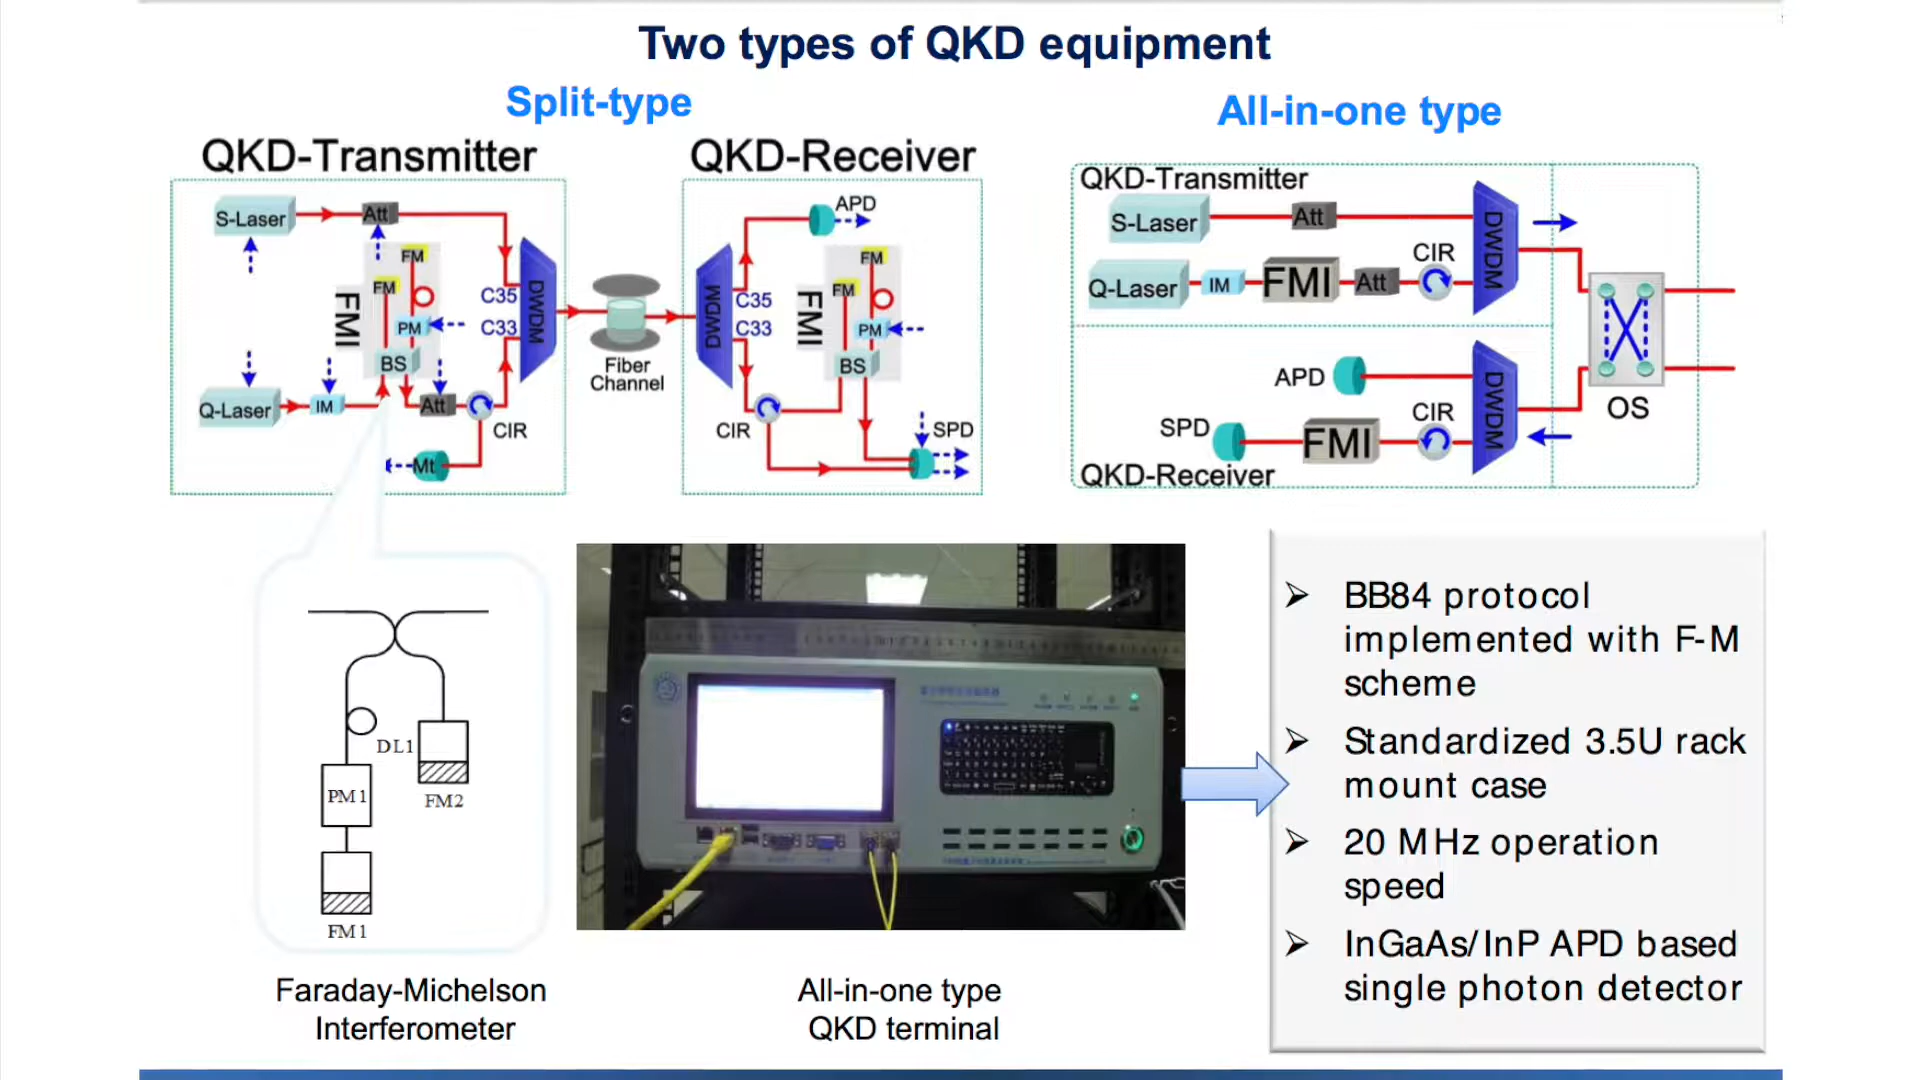 Two types of QKD equipment
Split-type
All-in-one type
QKD-Transmitter
QKD-Receiver
S-Laser
Att
FM
FM
FMI
PM
BS
C35
C33
DWDM
Q-Laser
IM
Att
CIR
Mt
Fiber
Channel
DWDM
C35
C33
APD
FM
FM
FMI
PM
BS
CIR
SPD
QKD-Transmitter
S-Laser
Att
Q-Laser
IM
FMI
Att
CIR
DWDM
APD
SPD
FMI
CIR
DWDM
QKD-Receiver
OS
DL1
PM1
FM2
FM1
Faraday-Michelson
Interferometer
All-in-one type
QKD terminal
➢ BB84 protocol
implemented with F-M
scheme
➢ Standardized 3.5U rack
mount case
➢ 20 MHz operation
speed
➢ InGaAs/InP APD based
single photon detector